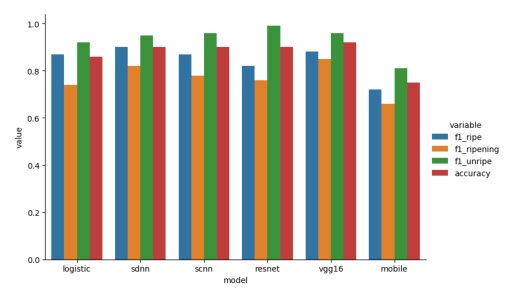 1.0
0.8
0.6
0.4
0.2
0.0
value
logistic sdnn scnn resnet vgg16 mobile
model
variable
f1_ripe
f1_ripening
f1_unripe
accuracy